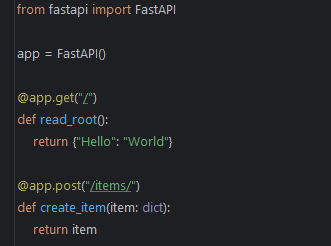 from fastapi import FastAPI

app = FastAPI()

@app.get("/")
def read_root():
    return {"Hello": "World"}

@app.post("/items/")
def create_item(item: dict):
    return item